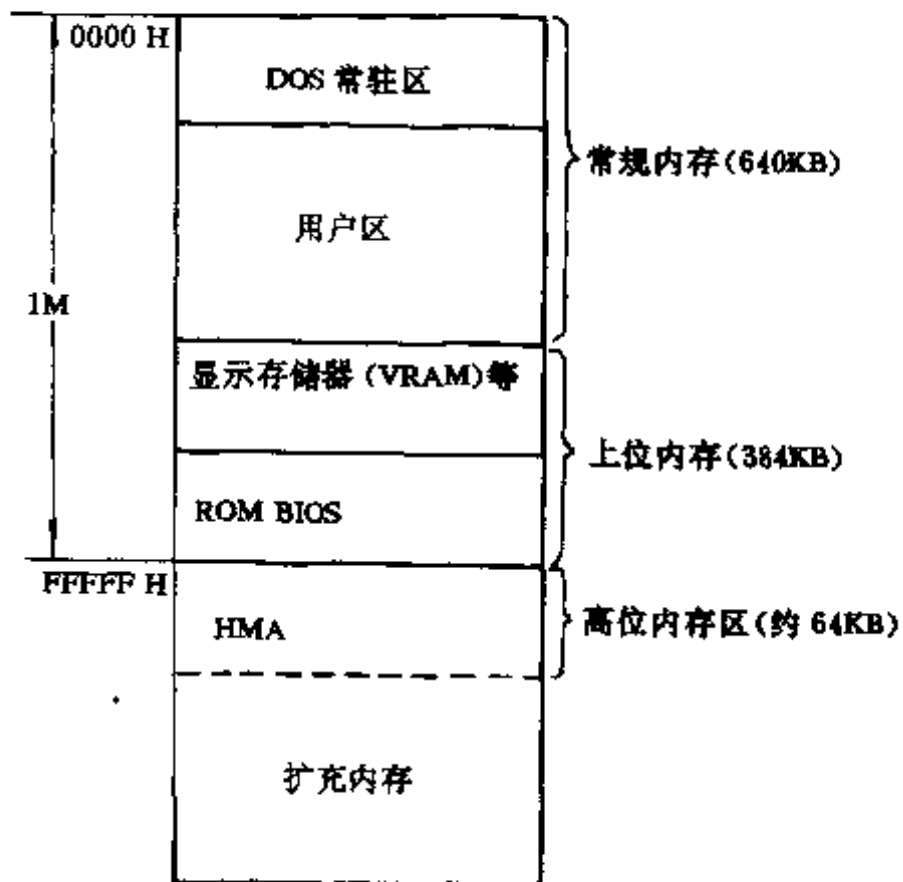 0000 H
DOS 常驻区
常规内存(640KB)
用户区
1M
显示存储器(VRAM)等
上位内存(384KB)
ROM BIOS
FFFFF H
HMA
高位内存区(约 64KB)
扩充内存